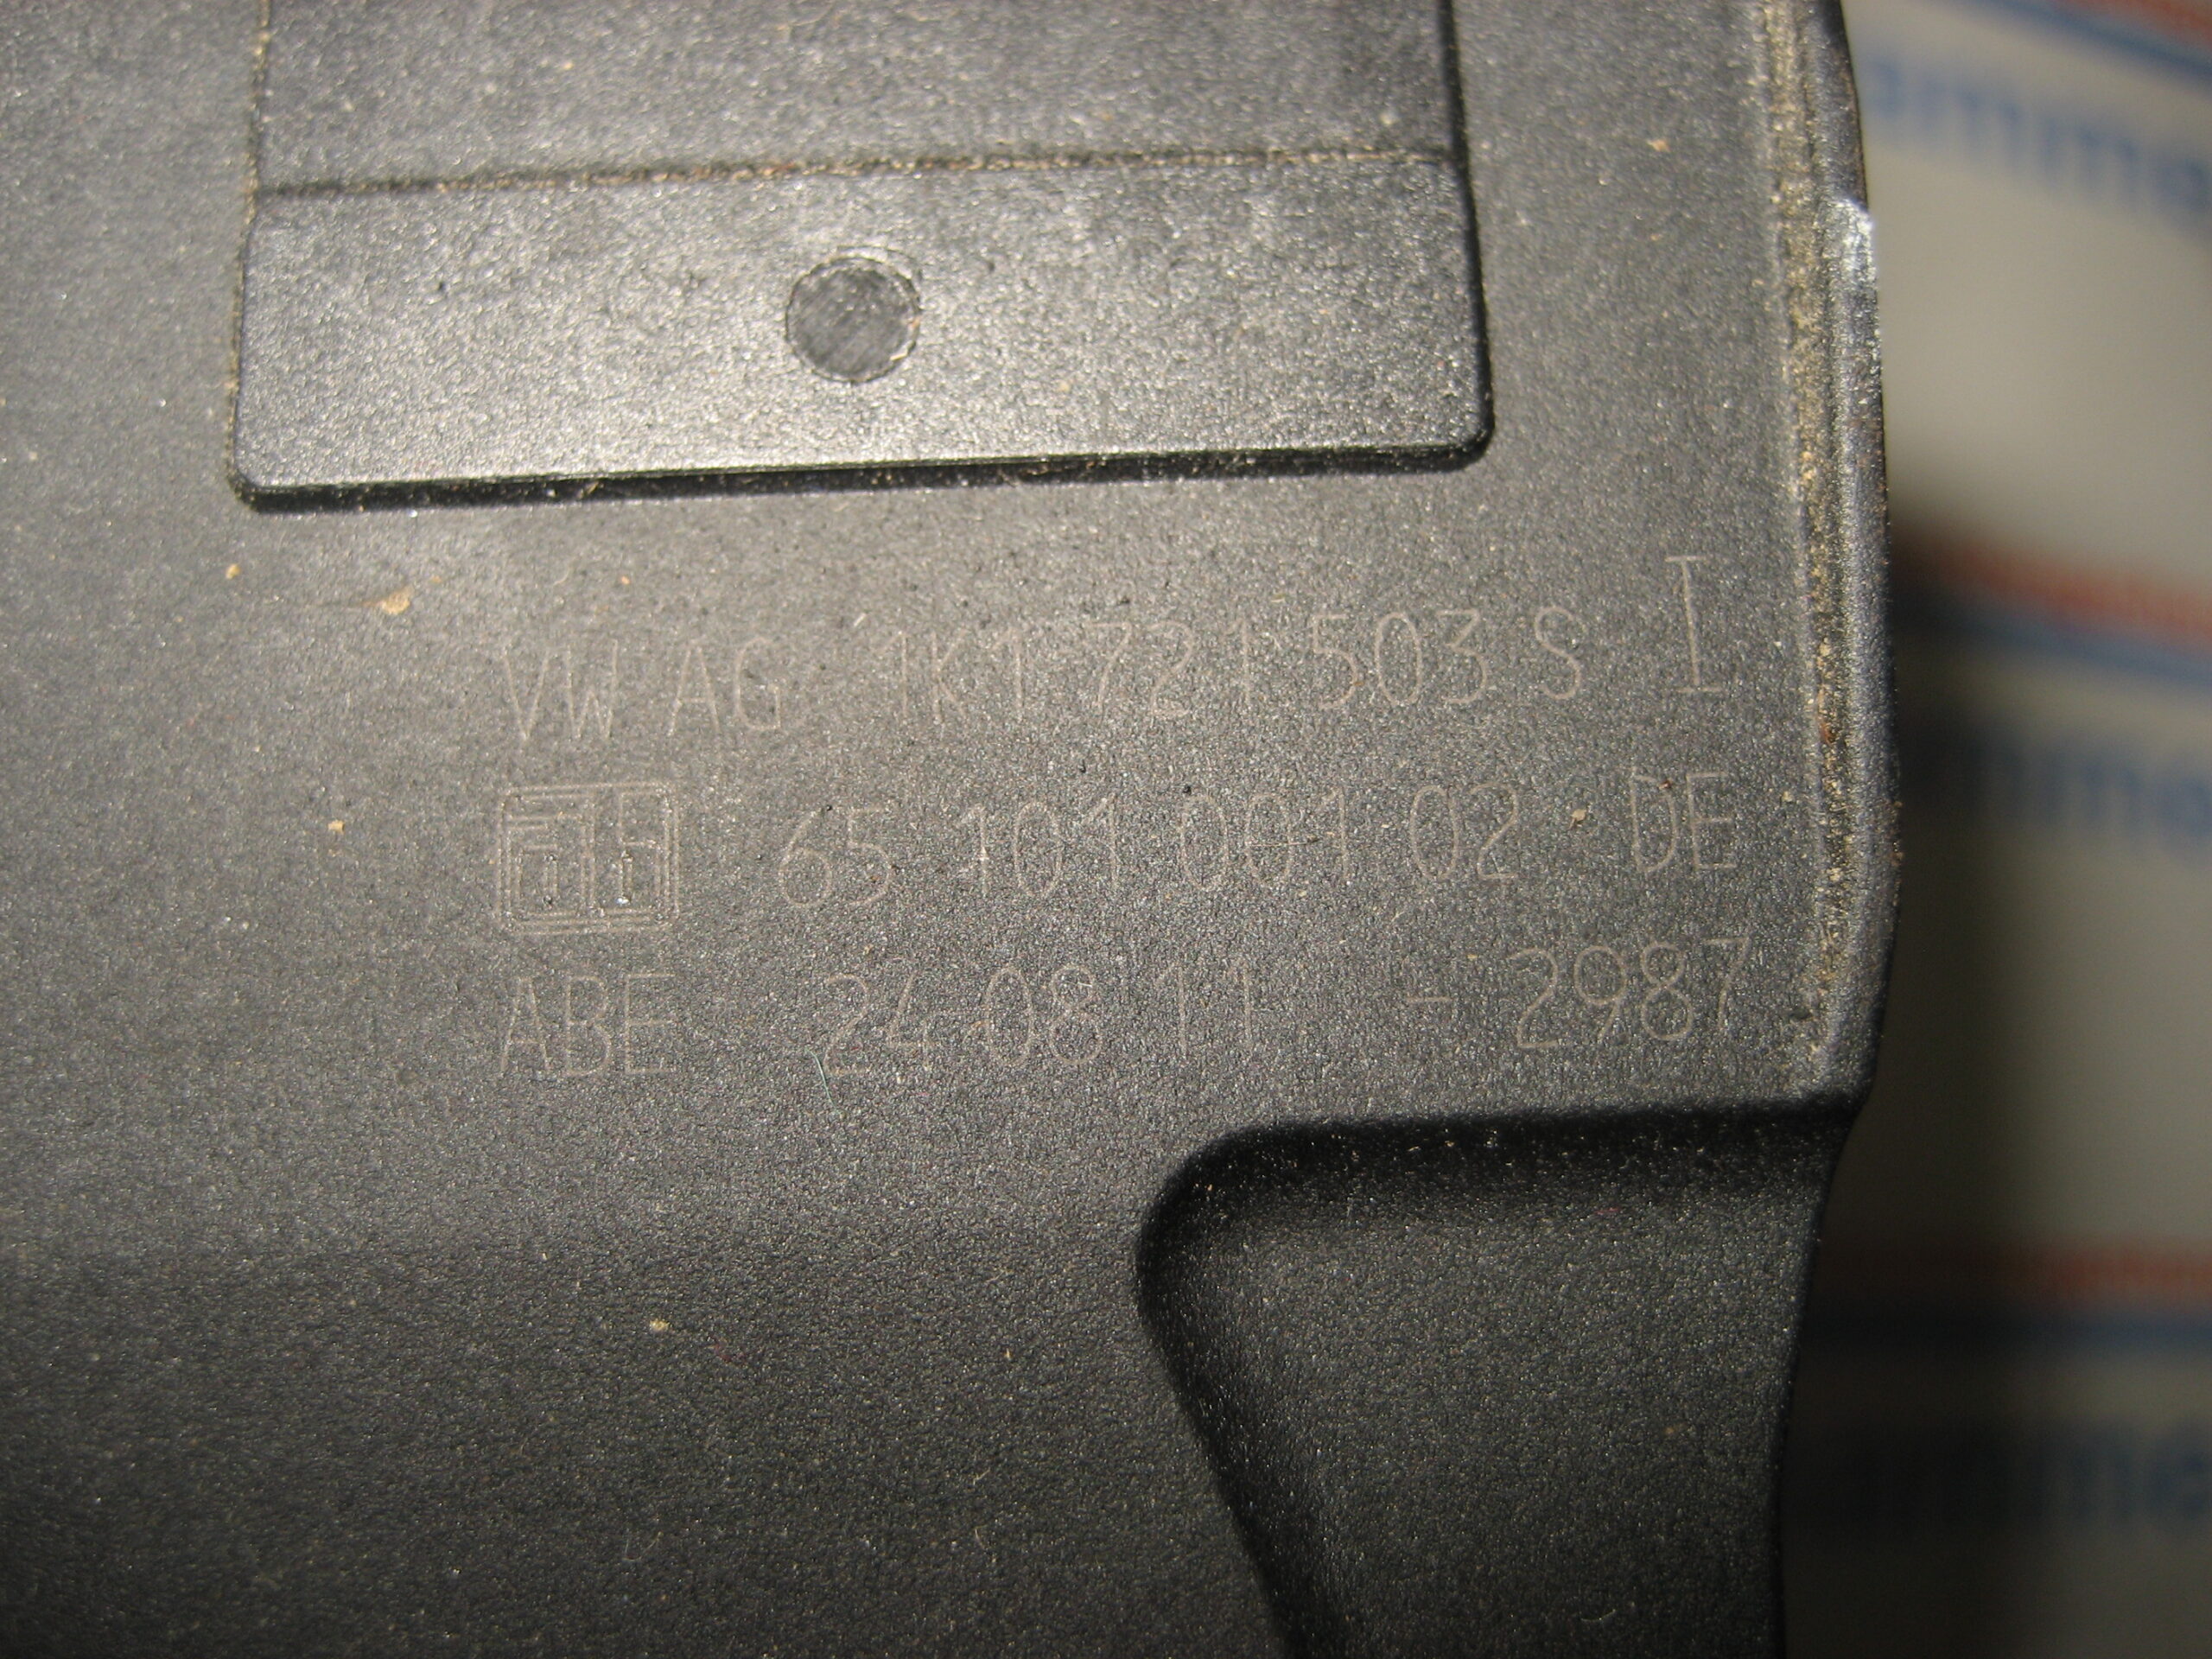 VW AG 1K1 721 503 S I
65 101 001 02 DE
ABE 24 08 11 - 2987